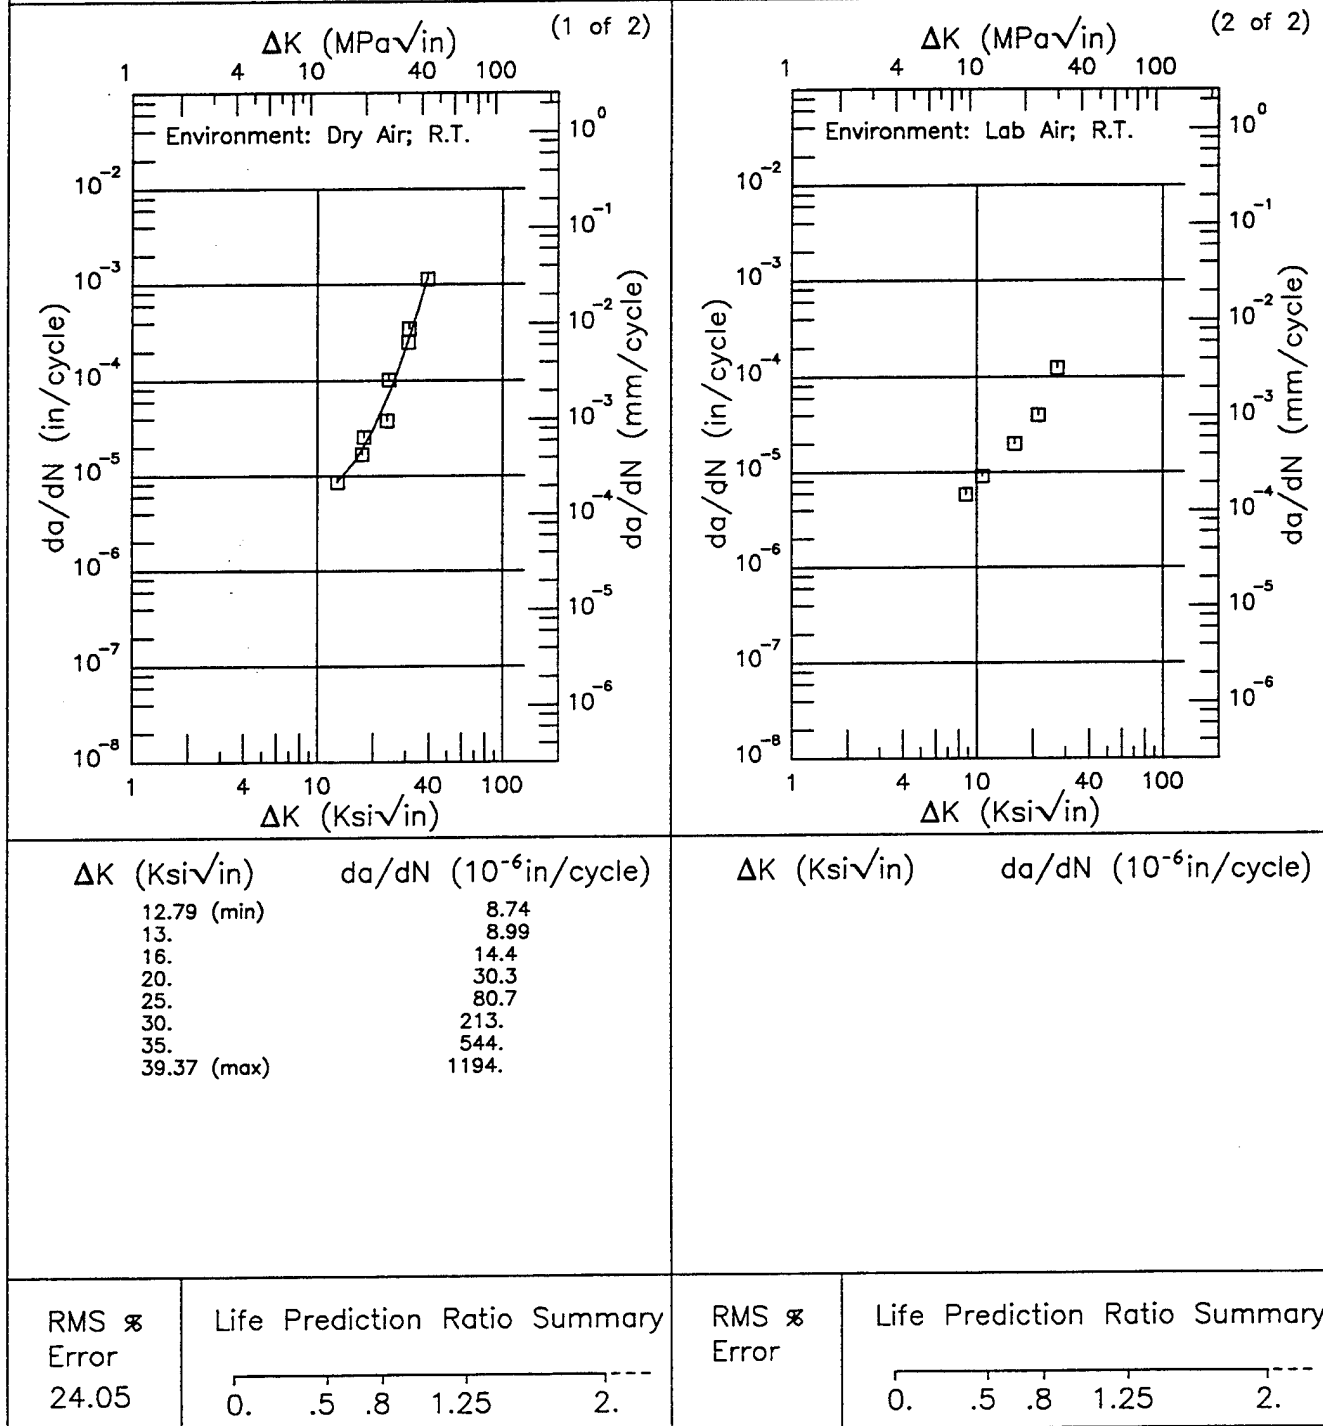 (1 of 2)
ΔK (MPa√in)
1 4 10 40 100
Environment: Dry Air; R.T.
da/dN (in/cycle)
10⁻²
10⁻³
10⁻⁴
10⁻⁵
10⁻⁶
10⁻⁷
10⁻⁸
da/dN (mm/cycle)
10⁰
10⁻¹
10⁻²
10⁻³
10⁻⁴
10⁻⁵
10⁻⁶
1 4 10 40 100
ΔK (Ksi√in)
(2 of 2)
ΔK (MPa√in)
1 4 10 40 100
Environment: Lab Air; R.T.
da/dN (in/cycle)
10⁻²
10⁻³
10⁻⁴
10⁻⁵
10⁻⁶
10⁻⁷
10⁻⁸
da/dN (mm/cycle)
10⁰
10⁻¹
10⁻²
10⁻³
10⁻⁴
10⁻⁵
10⁻⁶
1 4 10 40 100
ΔK (Ksi√in)
ΔK (Ksi√in) da/dN (10⁻⁶in/cycle)
12.79 (min) 8.74
13. 8.99
16. 14.4
20. 30.3
25. 80.7
30. 213.
35. 544.
39.37 (max) 1194.
ΔK (Ksi√in) da/dN (10⁻⁶in/cycle)
RMS %
Error
24.05
Life Prediction Ratio Summary
0. .5 .8 1.25 2.
RMS %
Error
Life Prediction Ratio Summary
0. .5 .8 1.25 2.